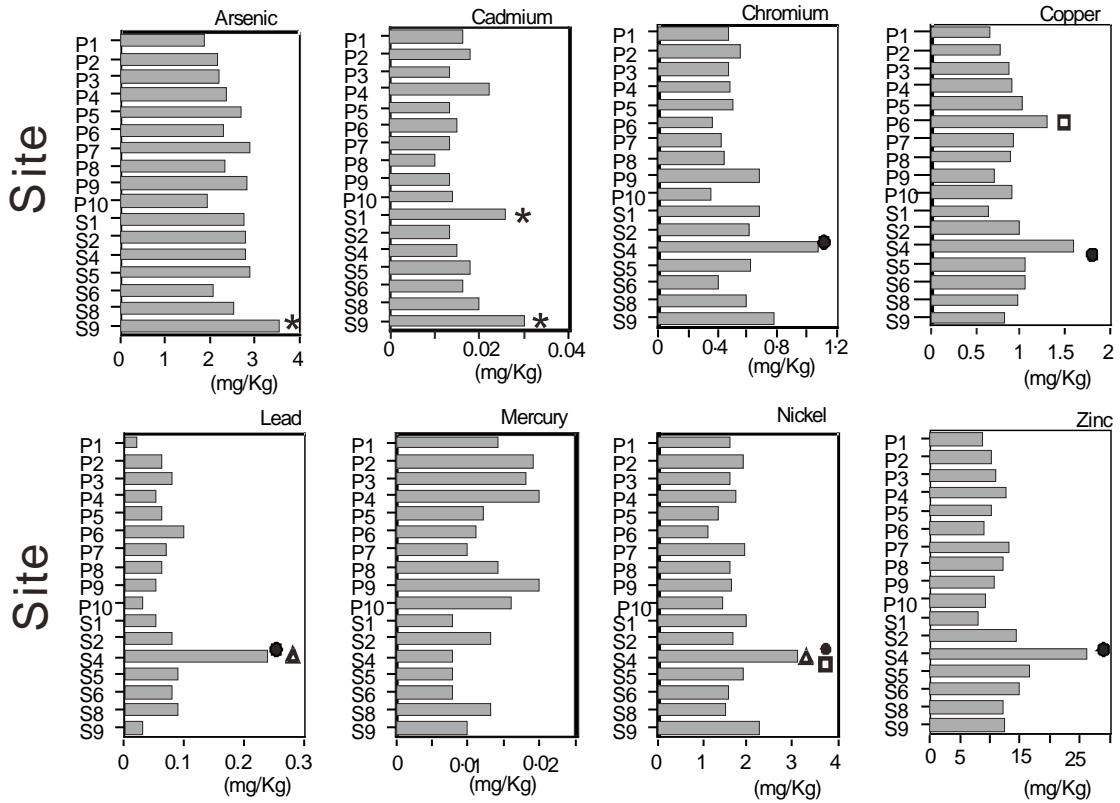 Arsenic
Cadmium
Chromium
Copper
Site
P1
P2
P3
P4
P5
P6
P7
P8
P9
P10
S1
S2
S4
S5
S6
S8
S9
0 1 2 3 4
(mg/Kg)
P1
P2
P3
P4
P5
P6
P7
P8
P9
P10
S1
S2
S4
S5
S6
S8
S9
0 0.02 0.04
(mg/Kg)
P1
P2
P3
P4
P5
P6
P7
P8
P9
P10
S1
S2
S4
S5
S6
S8
S9
0 0·4 0·8 1·2
(mg/Kg)
P1
P2
P3
P4
P5
P6
P7
P8
P9
P10
S1
S2
S4
S5
S6
S8
S9
0 0.5 1 1.5 2
(mg/Kg)
Lead
Mercury
Nickel
Zinc
Site
P1
P2
P3
P4
P5
P6
P7
P8
P9
P10
S1
S2
S4
S5
S6
S8
S9
0 0.1 0.2 0.3
(mg/Kg)
P1
P2
P3
P4
P5
P6
P7
P8
P9
P10
S1
S2
S4
S5
S6
S8
S9
0 0·01 0·02
(mg/Kg)
P1
P2
P3
P4
P5
P6
P7
P8
P9
P10
S1
S2
S4
S5
S6
S8
S9
0 1 2 3 4
(mg/Kg)
P1
P2
P3
P4
P5
P6
P7
P8
P9
P10
S1
S2
S4
S5
S6
S8
S9
0 5 15 25
(mg/Kg)